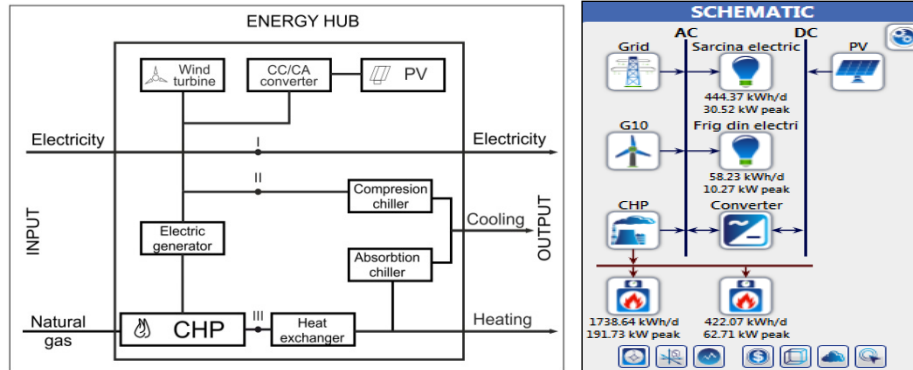 ENERGY HUB
Wind
turbine
CC/CA
converter
PV
Electricity
I
Electricity
II
Compresion
chiller
Cooling
INPUT
OUTPUT
Electric
generator
Absorbtion
chiller
Natural
gas
CHP
III
Heat
exchanger
Heating
SCHEMATIC
AC
DC
Grid
Sarcina electric
PV
444.37 kWh/d
30.52 kW peak
G10
Frig din electri
58.23 kWh/d
10.27 kW peak
CHP
Converter
1738.64 kWh/d
191.73 kW peak
422.07 kWh/d
62.71 kW peak